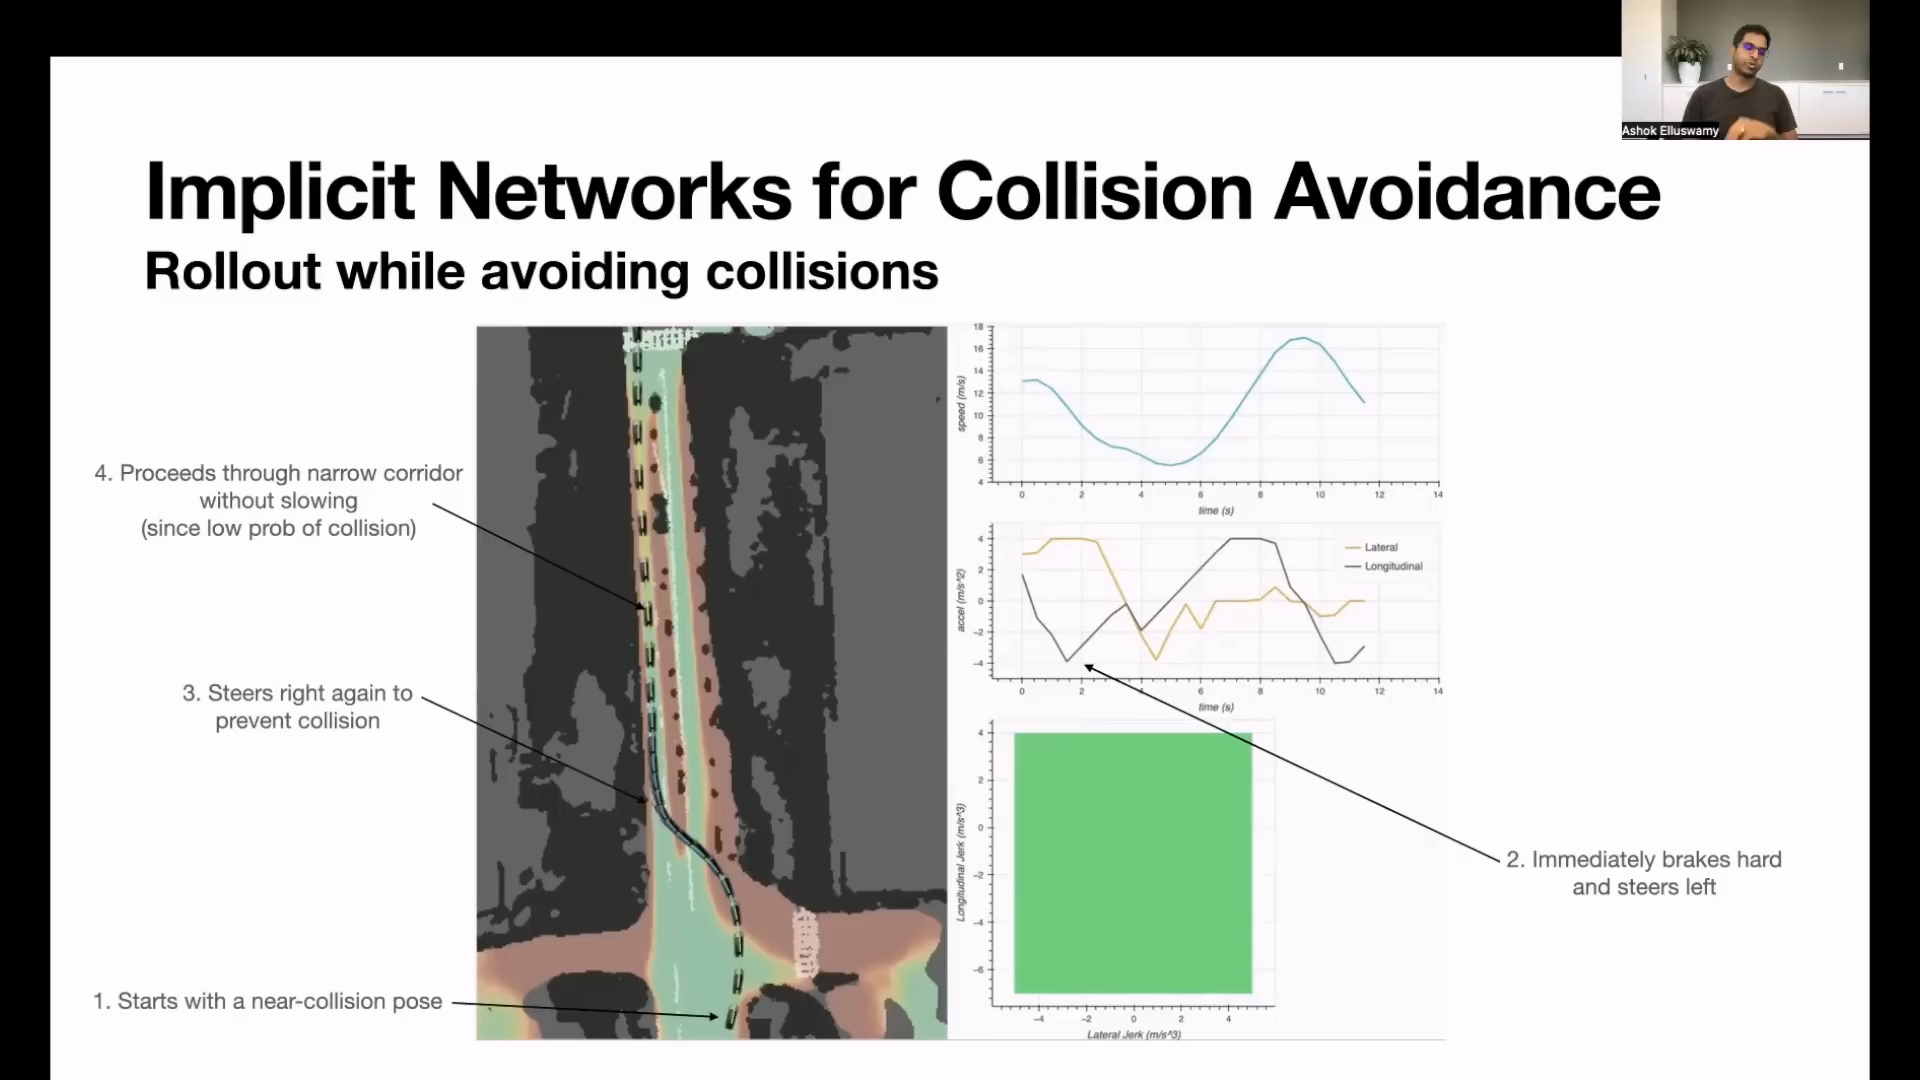 Ashok Elluswamy
Implicit Networks for Collision Avoidance
Rollout while avoiding collisions
4. Proceeds through narrow corridor
without slowing
(since low prob of collision)
3. Steers right again to
prevent collision
1. Starts with a near-collision pose
speed (m/s)
18
16
14
12
10
8
6
4
0 2 4 6 8 10 12 14
time (s)
accel (m/s^2)
4
2
0
-2
-4
Lateral
Longitudinal
0 2 4 6 8 10 12 14
time (s)
Longitudinal Jerk (m/s^3)
4
2
0
-2
-4
-6
-4 -2 0 2 4
Lateral Jerk (m/s^3)
2. Immediately brakes hard
and steers left